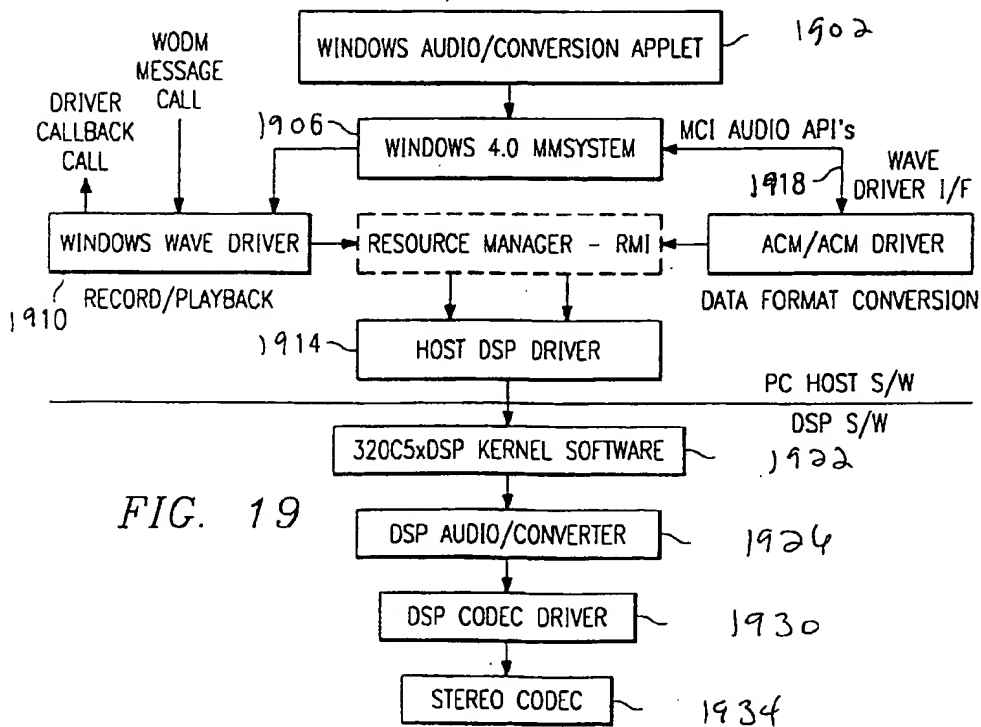 WINDOWS AUDIO/CONVERSION APPLET
1902
WODM
MESSAGE
CALL
DRIVER
CALLBACK
CALL
1906
WINDOWS 4.0 MMSYSTEM
MCI AUDIO API's
1918
WAVE
DRIVER I/F
WINDOWS WAVE DRIVER
RESOURCE MANAGER - RMI
ACM/ACM DRIVER
1910
RECORD/PLAYBACK
DATA FORMAT CONVERSION
1914
HOST DSP DRIVER
PC HOST S/W
DSP S/W
320C5xDSP KERNEL SOFTWARE
1922
FIG. 19
DSP AUDIO/CONVERTER
1926
DSP CODEC DRIVER
1930
STEREO CODEC
1934